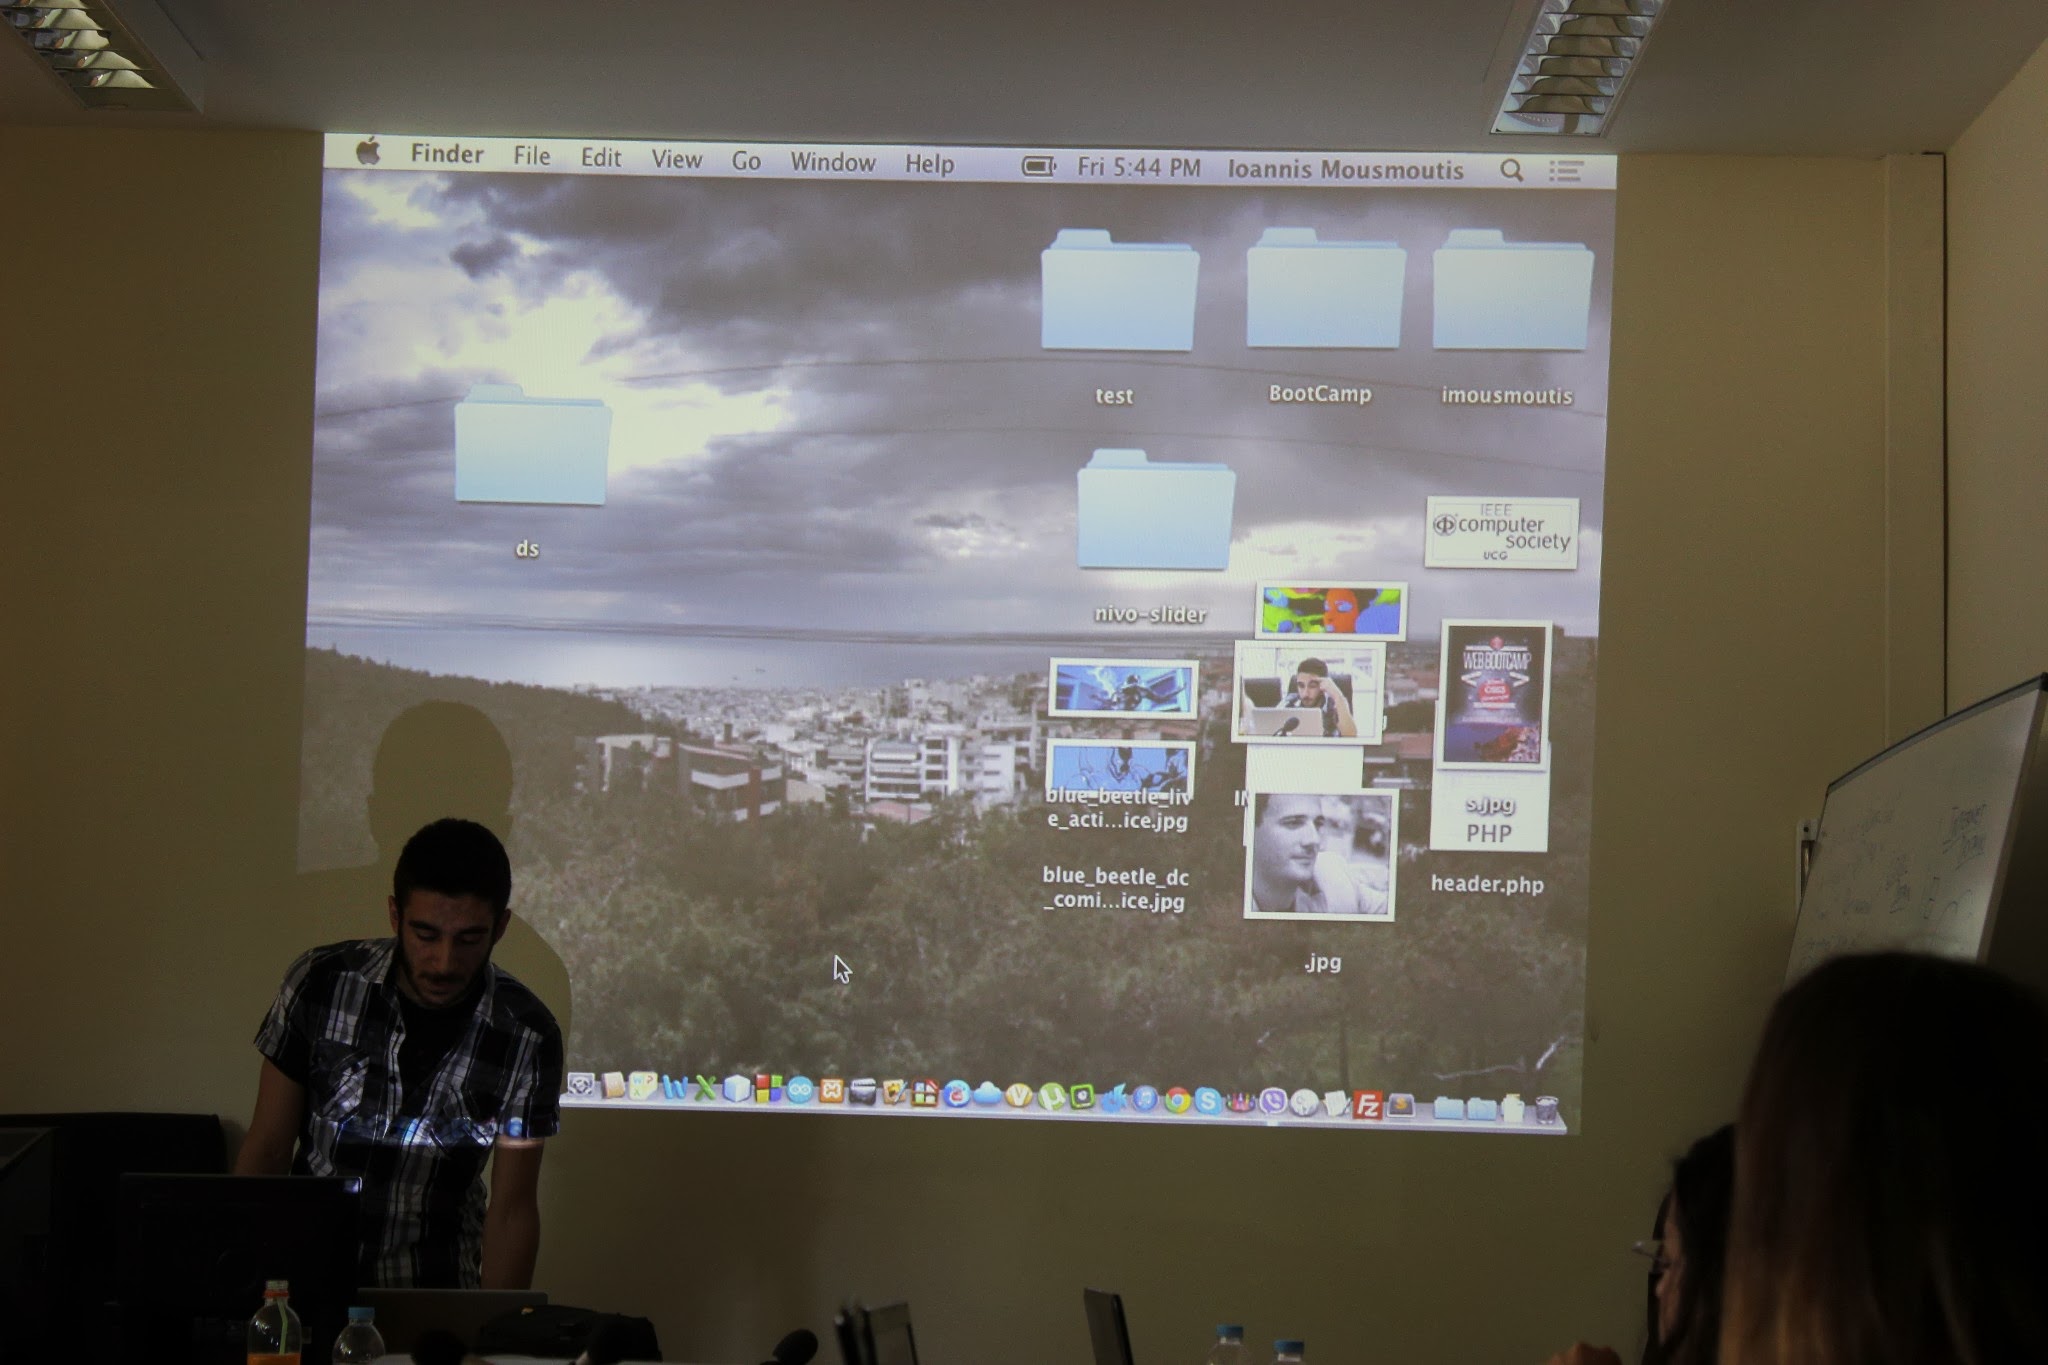 Finder File Edit View Go Window Help Fri 5:44 PM Ioannis Mousmoutis
test BootCamp imousmoutis
ds
IEEE
computer
society
UCG
nivo-slider
WEB BOOTCAMP
CSS3
blue_beetle_liv
e_acti...ice.jpg
s.jpg
PHP
blue_beetle_dc
_comi...ice.jpg
header.php
.jpg